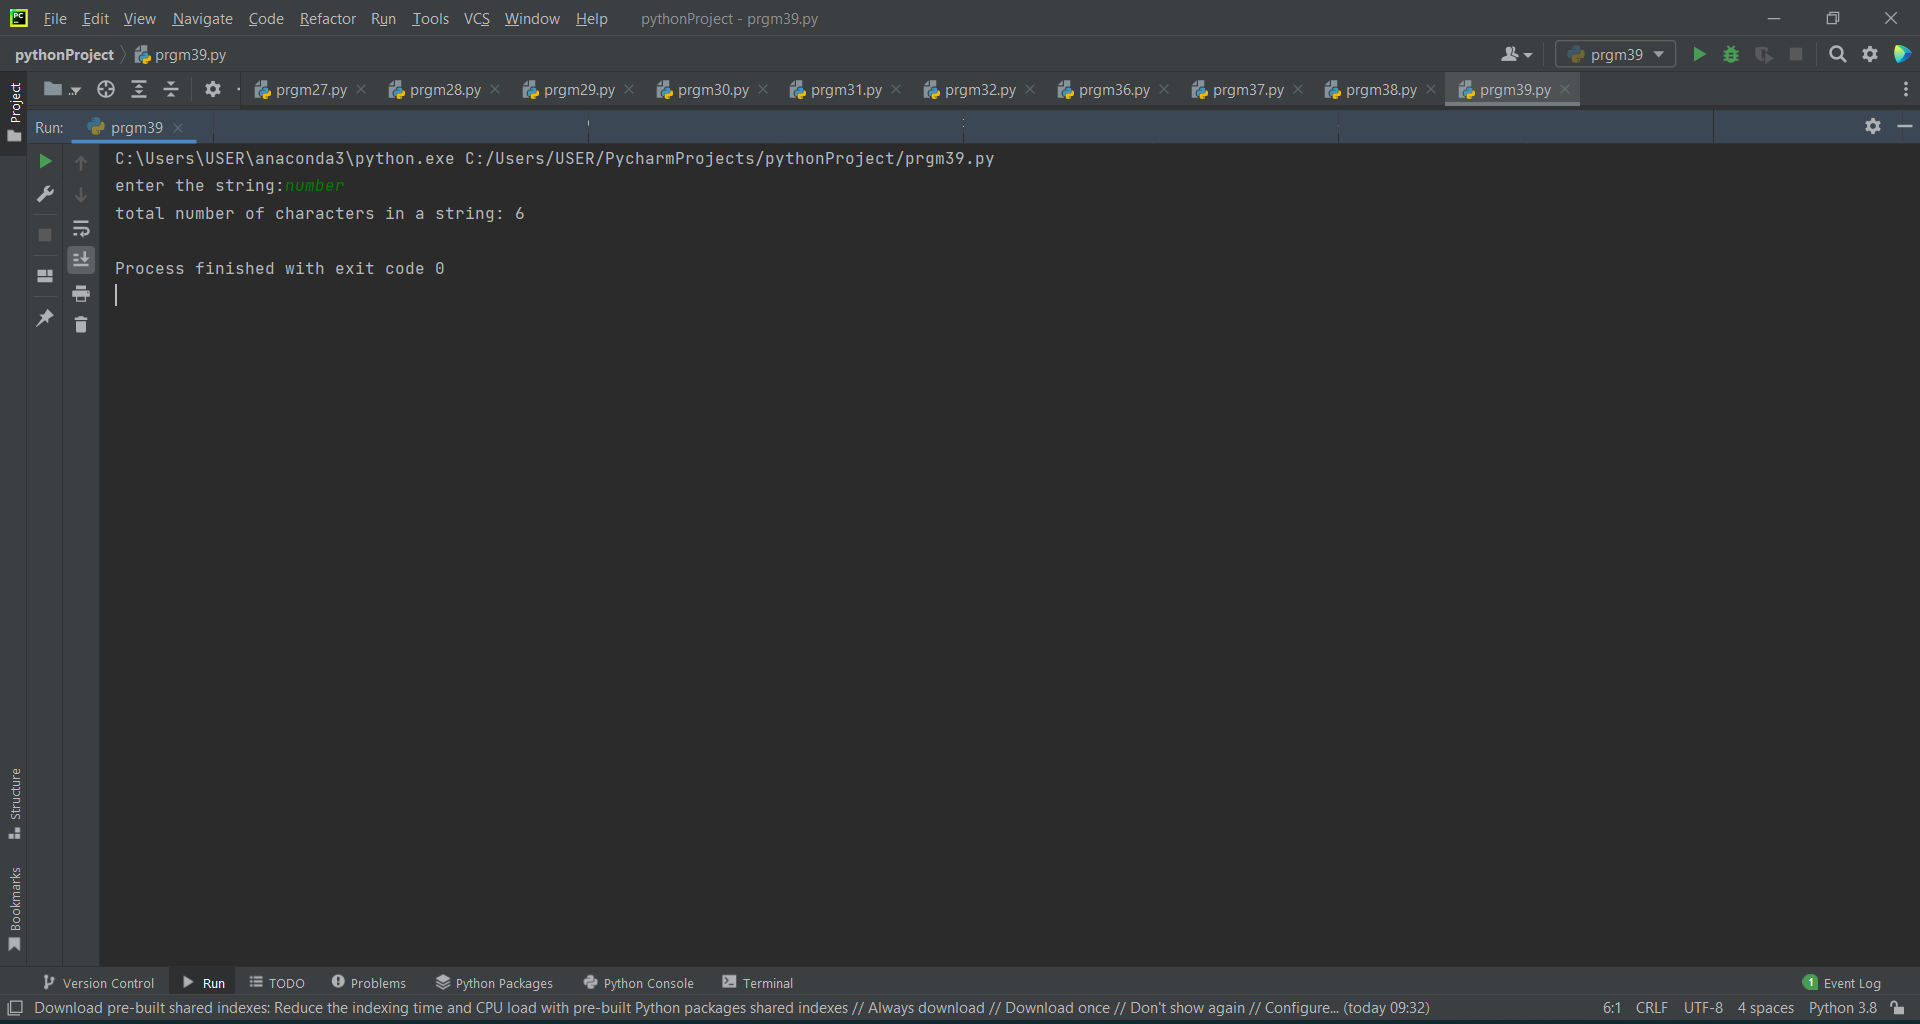 PC File Edit View Navigate Code Refactor Run Tools VCS Window Help pythonProject - prgm39.py
pythonProject prgm39.py prgm39
Project
prgm27.py prgm28.py prgm29.py prgm30.py prgm31.py prgm32.py prgm36.py prgm37.py prgm38.py prgm39.py
Run: prgm39
C:\Users\USER\anaconda3\python.exe C:/Users/USER/PycharmProjects/pythonProject/prgm39.py
enter the string:number
total number of characters in a string: 6
Process finished with exit code 0
Structure
Bookmarks
Version Control Run TODO Problems Python Packages Python Console Terminal 1 Event Log
Download pre-built shared indexes: Reduce the indexing time and CPU load with pre-built Python packages shared indexes // Always download // Download once // Don't show again // Configure... (today 09:32) 6:1 CRLF UTF-8 4 spaces Python 3.8